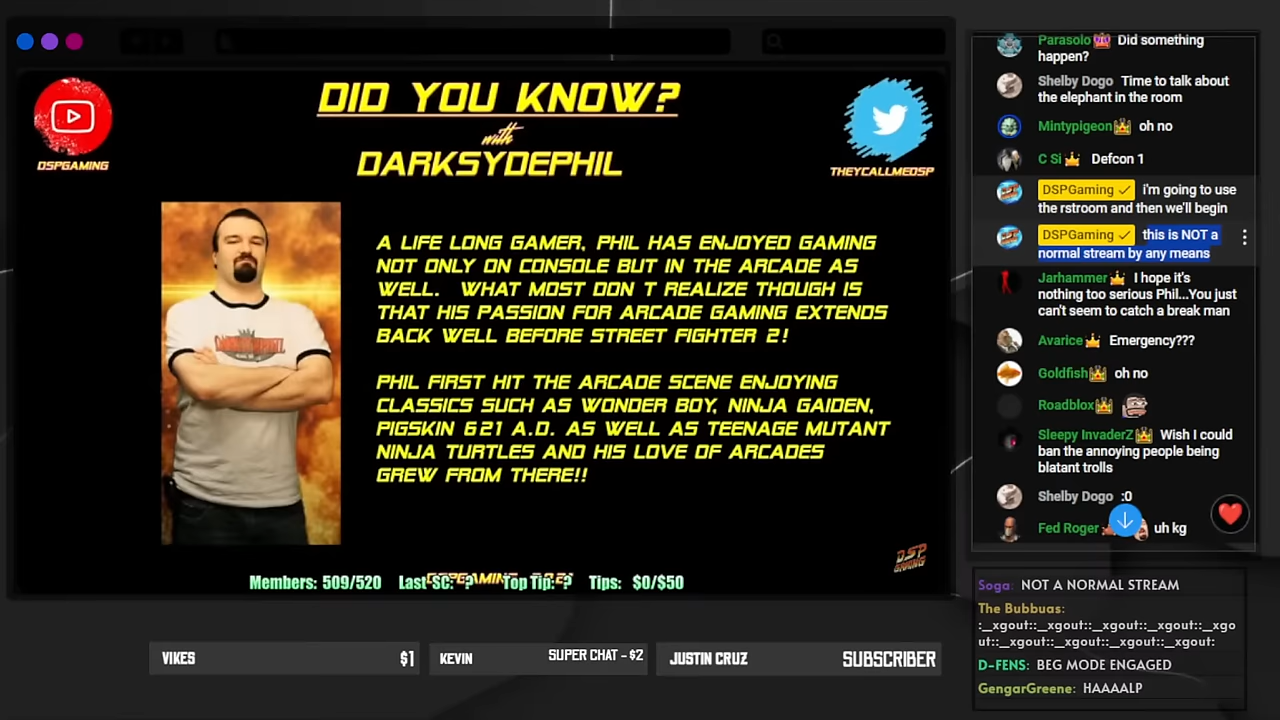 DID YOU KNOW?
with
DARKSYDEPHIL
DSPGAMING
THEYCALLMEDSP
A LIFE LONG GAMER, PHIL HAS ENJOYED GAMING
NOT ONLY ON CONSOLE BUT IN THE ARCADE AS
WELL. WHAT MOST DON T REALIZE THOUGH IS
THAT HIS PASSION FOR ARCADE GAMING EXTENDS
BACK WELL BEFORE STREET FIGHTER 2!
PHIL FIRST HIT THE ARCADE SCENE ENJOYING
CLASSICS SUCH AS WONDER BOY, NINJA GAIDEN,
PIGSKIN 621 A.D. AS WELL AS TEENAGE MUTANT
NINJA TURTLES AND HIS LOVE OF ARCADES
GREW FROM THERE!!
DSP
GAMING
Members: 509/520 Last SC: ? Top Tip: ? Tips: $0/$50
VIKES $1
KEVIN SUPER CHAT - $2
JUSTIN CRUZ SUBSCRIBER
Parasolo Did something
happen?
Shelby Dogo Time to talk about
the elephant in the room
Mintypigeon oh no
C Si Defcon 1
DSPGaming i'm going to use
the rstroom and then we'll begin
DSPGaming this is NOT a
normal stream by any means
Jarhammer I hope it's
nothing too serious Phil...You just
can't seem to catch a break man
Avarice Emergency???
Goldfish oh no
Roadblox
Sleepy InvaderZ Wish I could
ban the annoying people being
blatant trolls
Shelby Dogo :0
Fed Roger uh kg
Soga: NOT A NORMAL STREAM
The Bubbuas:
:_xgout::_xgout::_xgout::_xgout::_xgo
ut::_xgout::_xgout::_xgout::_xgout:
D-FENS: BEG MODE ENGAGED
GengarGreene: HAAAALP